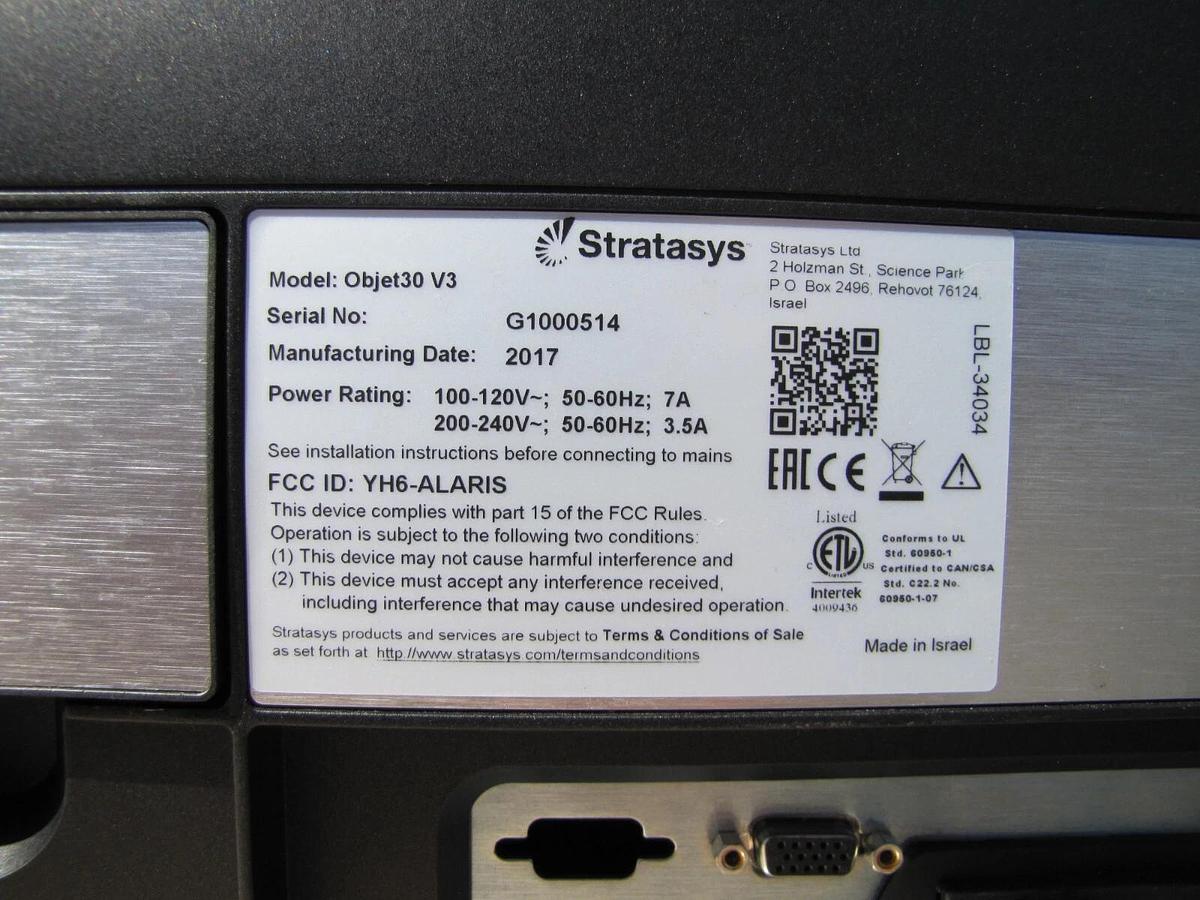 Stratasys
Stratasys Ltd
2 Holzman St., Science Park
P O Box 2496, Rehovot 76124,
Israel
Model: Objet30 V3
Serial No: G1000514
Manufacturing Date: 2017
Power Rating: 100-120V~; 50-60Hz; 7A
200-240V~; 50-60Hz; 3.5A
See installation instructions before connecting to mains
FCC ID: YH6-ALARIS
This device complies with part 15 of the FCC Rules.
Operation is subject to the following two conditions:
(1) This device may not cause harmful interference and
(2) This device must accept any interference received,
including interference that may cause undesired operation.
Stratasys products and services are subject to Terms & Conditions of Sale
as set forth at http://www.stratasys.com/termsandconditions
LBL-34034
EAC CE
Listed
ETL
C US
LISTED
Intertek
4009436
Conforms to UL
Std. 60950-1
Certified to CAN/CSA
Std. C22.2 No.
60950-1-07
Made in Israel